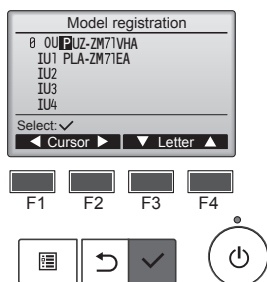 Model registration
0 OU PUZ-ZM71VHA
IU1 PLA-ZM71EA
IU2
IU3
IU4
Select: ✓
◀ Cursor ▶ ▼ Letter ▲
F1 F2 F3 F4